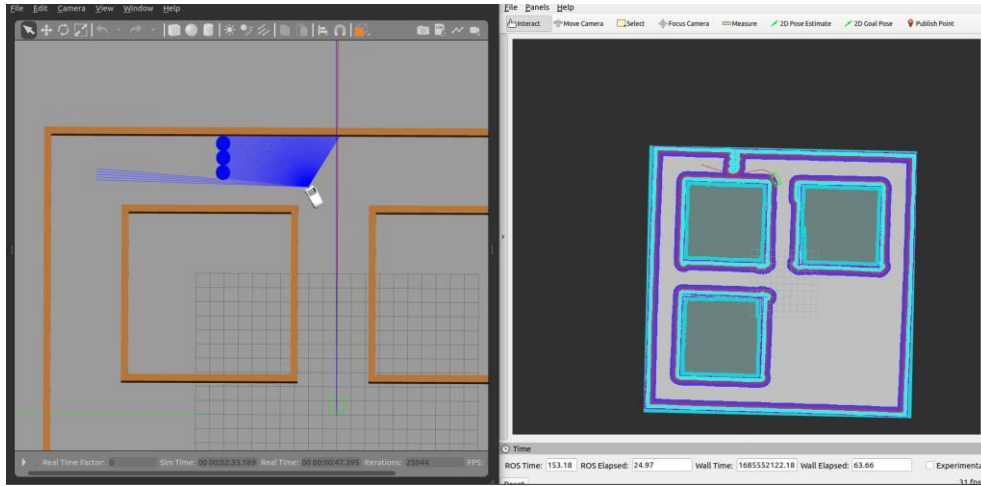 File Edit Camera View Window Help
Real Time Factor: 0 Sim Time: 00 00:02:33.189 Real Time: 00 00:00:47.395 Iterations: 25044 FPS:
File Panels Help
Interact Move Camera Select Focus Camera Measure 2D Pose Estimate 2D Goal Pose Publish Point
Time
ROS Time: 153.18 ROS Elapsed: 24.97 Wall Time: 1685552122.18 Wall Elapsed: 63.66 Experimenta
Reset 31 fps